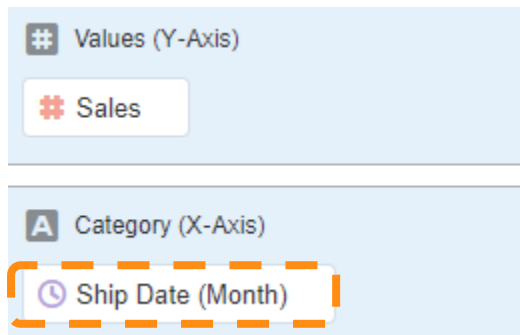 # Values (Y-Axis)
# Sales
A Category (X-Axis)
Ship Date (Month)